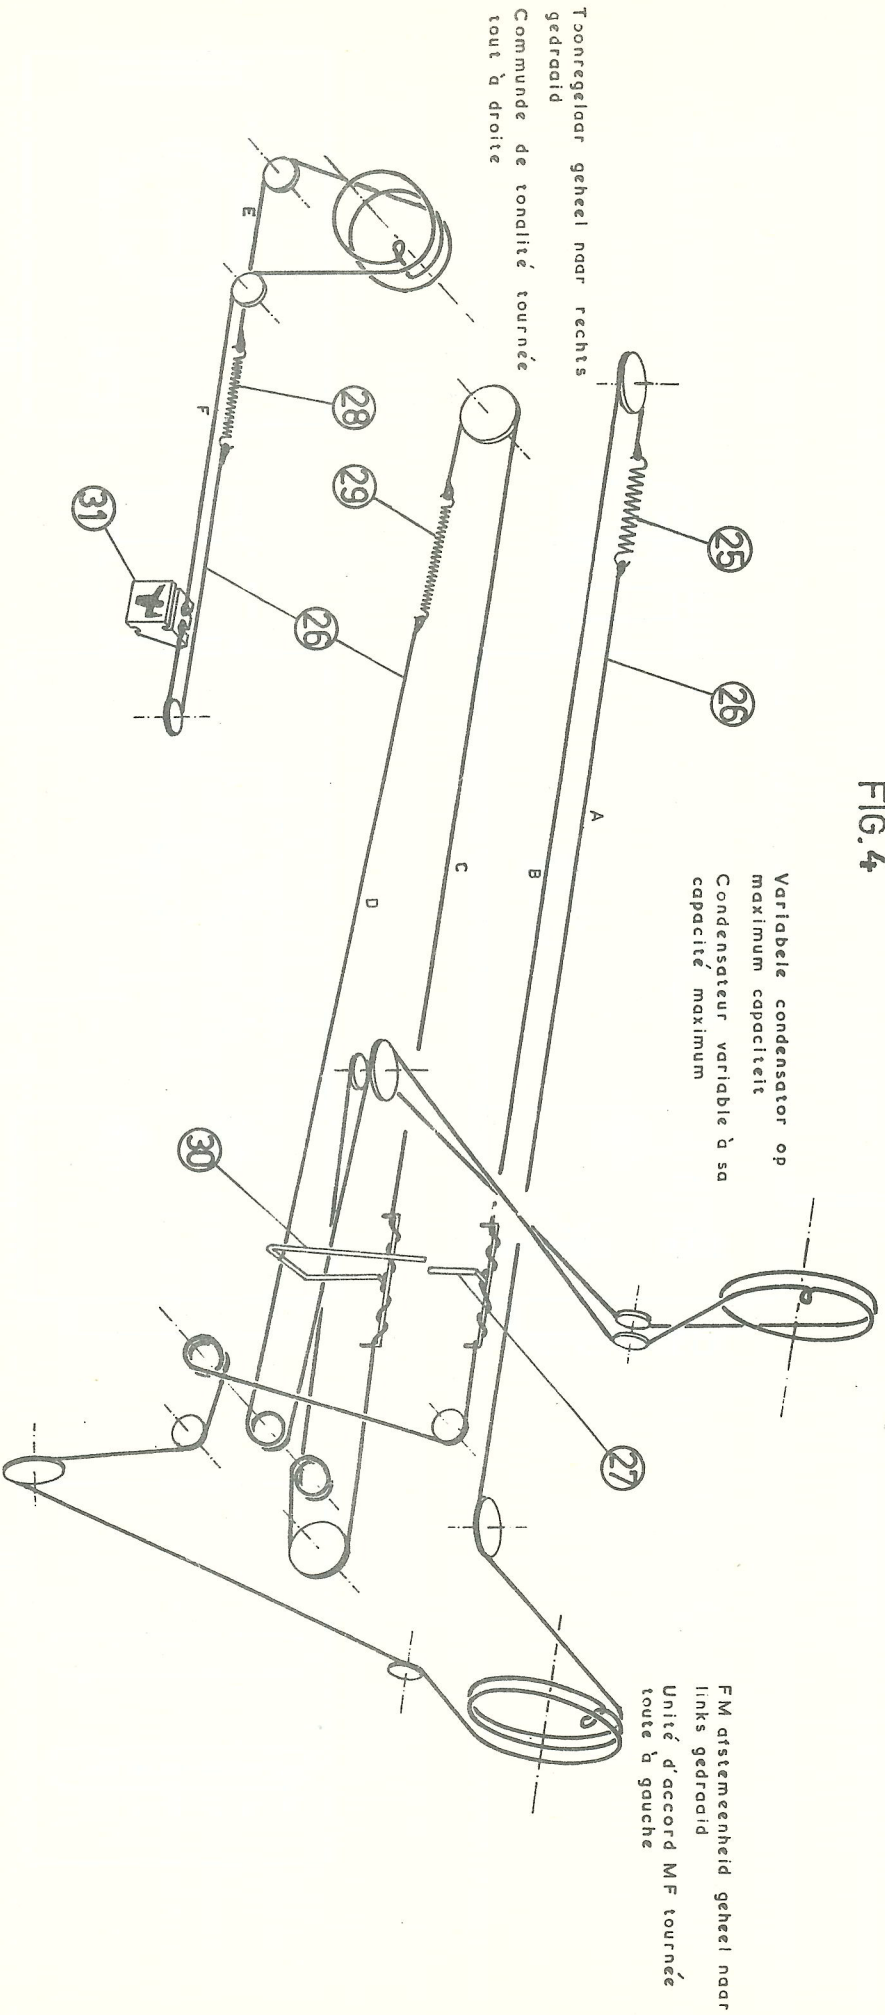 FIG.4
Toonregelaar geheel naar rechts
gedraaid
Communde de tonalité tournée
tout à droite
Variabele condensator op
maximum capaciteit
Condensateur variable à sa
capacité maximum
FM afstemeenheid geheel naar
links gedraaid
Unité d'accord MF tournée
toute à gauche
25
26
A
B
C
D
29
26
28
E
F
31
30
27